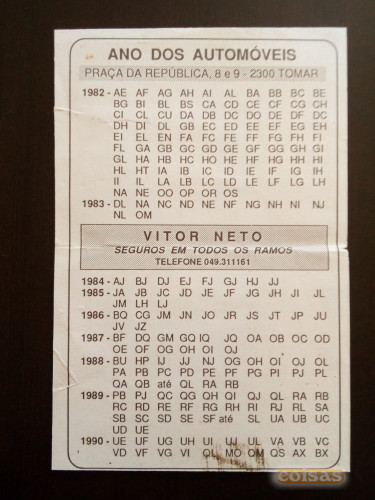 ANO DOS AUTOMÓVEIS
PRAÇA DA REPÚBLICA, 8 e 9 - 2300 TOMAR
1982 - AE AF AG AH AI AL BA BB BC BE
BG BI BL BS CA CD CE CF CG CH
CI CL CU DA DB DC DO DE DF DC
DH DI DL GB EC ED EE EF EG EH
EI EL EN FA FC FE FF FG FH FI
FL GA GB GC GD GE GF GG GH GI
GL HA HB HC HO HE HF HG HH HI
HL HT IA IB IC ID IE IF IG IH
II IL LA LB LC LD LE LF LG LH
NA NE OO OP OR OS
1983 - DL NA NC ND NE NF NG NH NI NJ
NL OM
VITOR NETO
SEGUROS EM TODOS OS RAMOS
TELEFONE 049.311161
1984 - AJ BJ DJ EJ FJ GJ HJ JJ
1985 - JA JB JC JD JE JF JG JH JI JL
JM LH LJ
1986 - BQ CG JM JO JR JS JT JP JU
JV JZ
1987 - BF DQ GM GQ IQ JQ OA OB OC OD
OE OF OG OH OI OJ
1988 - BU HP IJ JJ NJ OG OH OI OJ OL
PA PB PC PD PE PF PG PI PJ PL
QA QB até QL RA RB
1989 - PB PJ QC QH QI QJ QL RA RB
RC RD RE RF RG RH RI RJ RL SA
SB SC SD SE SF até SL UA UB UC
UD UE
1990 - UE UF UG UH UI UJ UL VA VB VC
VD VF VG VI QL MO QM QS AX BX
coisas